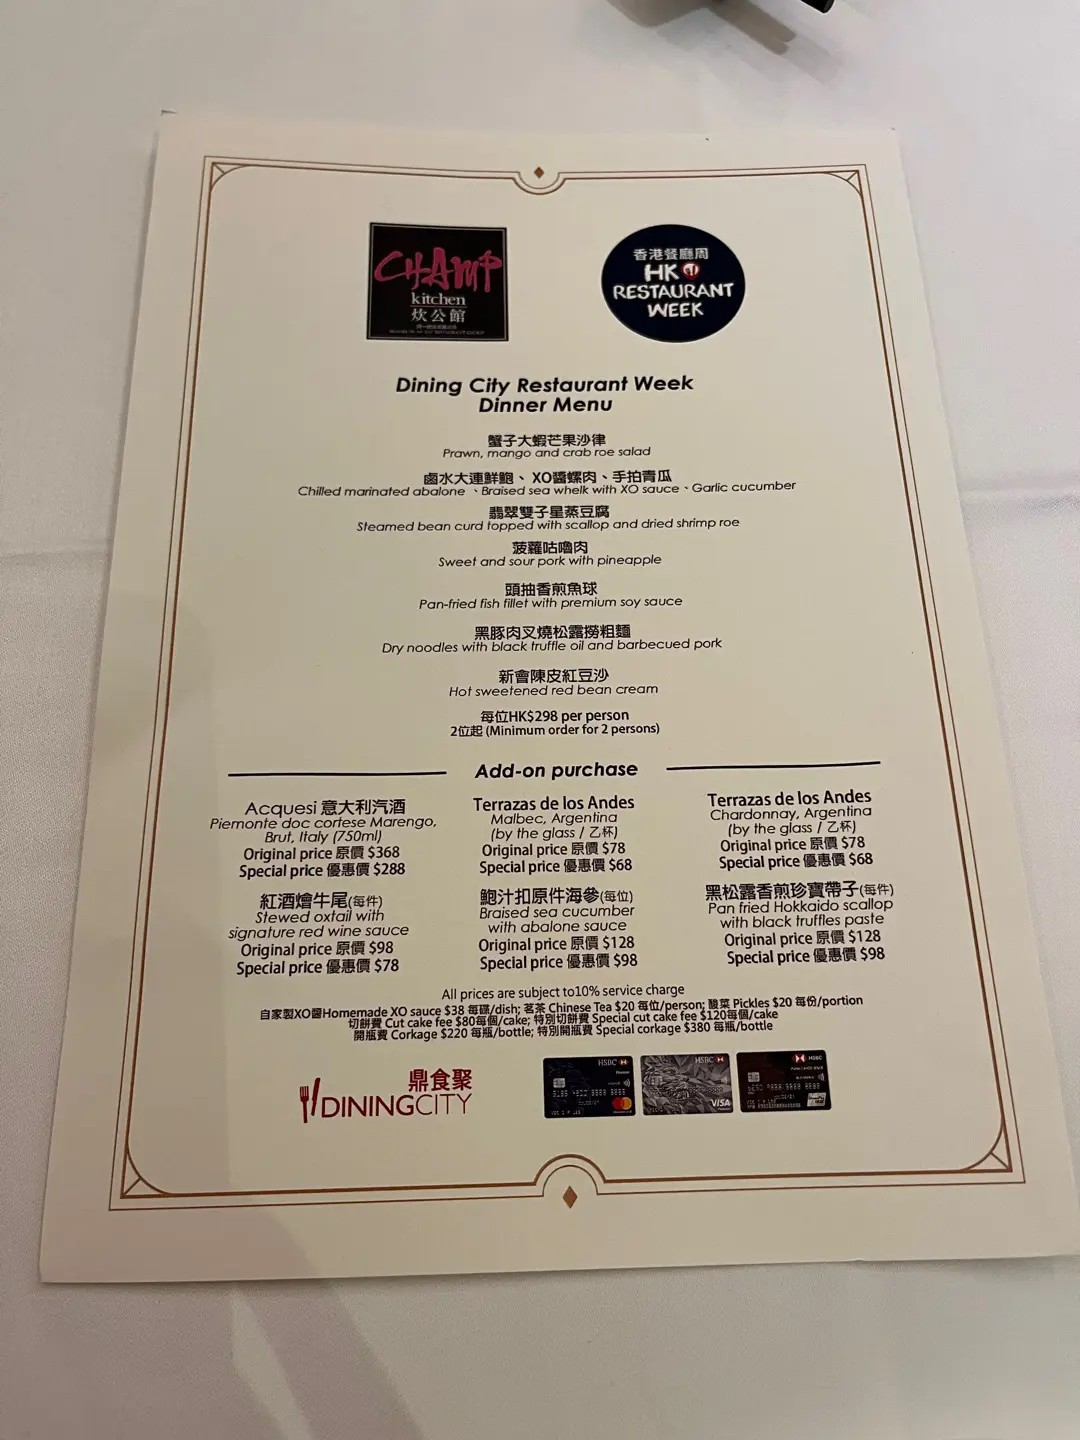 CHAMP
kitchen
炊公館
香港餐廳周
HK
RESTAURANT
WEEK
Dining City Restaurant Week
Dinner Menu
蟹子大蝦芒果沙律
Prawn, mango and crab roe salad
鹵水大連鮮鮑、XO醬螺肉、手拍青瓜
Chilled marinated abalone、Braised sea whelk with XO sauce、Garlic cucumber
翡翠雙子星蒸豆腐
Steamed bean curd topped with scallop and dried shrimp roe
菠蘿咕嚕肉
Sweet and sour pork with pineapple
頭抽香煎魚球
Pan-fried fish fillet with premium soy sauce
黑豚肉叉燒松露撈粗麵
Dry noodles with black truffle oil and barbecued pork
新會陳皮紅豆沙
Hot sweetened red bean cream
每位HK$298 per person
2位起 (Minimum order for 2 persons)
Add-on purchase
Acquesi 意大利汽酒
Piemonte doc cortese Marengo,
Brut, Italy (750ml)
Original price 原價 $368
Special price 優惠價 $288
Terrazas de los Andes
Malbec, Argentina
(by the glass / 乙杯)
Original price 原價 $78
Special price 優惠價 $68
Terrazas de los Andes
Chardonnay, Argentina
(by the glass / 乙杯)
Original price 原價 $78
Special price 優惠價 $68
紅酒燴牛尾(每件)
Stewed oxtail with
signature red wine sauce
Original price 原價 $98
Special price 優惠價 $78
鮑汁扣原件海參(每位)
Braised sea cucumber
with abalone sauce
Original price 原價 $128
Special price 優惠價 $98
黑松露香煎珍寶帶子(每件)
Pan fried Hokkaido scallop
with black truffles paste
Original price 原價 $128
Special price 優惠價 $98
All prices are subject to10% service charge
自家製XO醬Homemade XO sauce $38 每碟/dish; 茗茶 Chinese Tea $20 每位/person; 酸菜 Pickles $20 每份/portion
切餅費 Cut cake fee $80每個/cake; 特別切餅費 Special cut cake fee $120每個/cake
開瓶費 Corkage $220 每瓶/bottle; 特別開瓶費 Special corkage $380 每瓶/bottle
鼎食聚
DININGCITY
HSBC
HSBC
VISA
HSBC